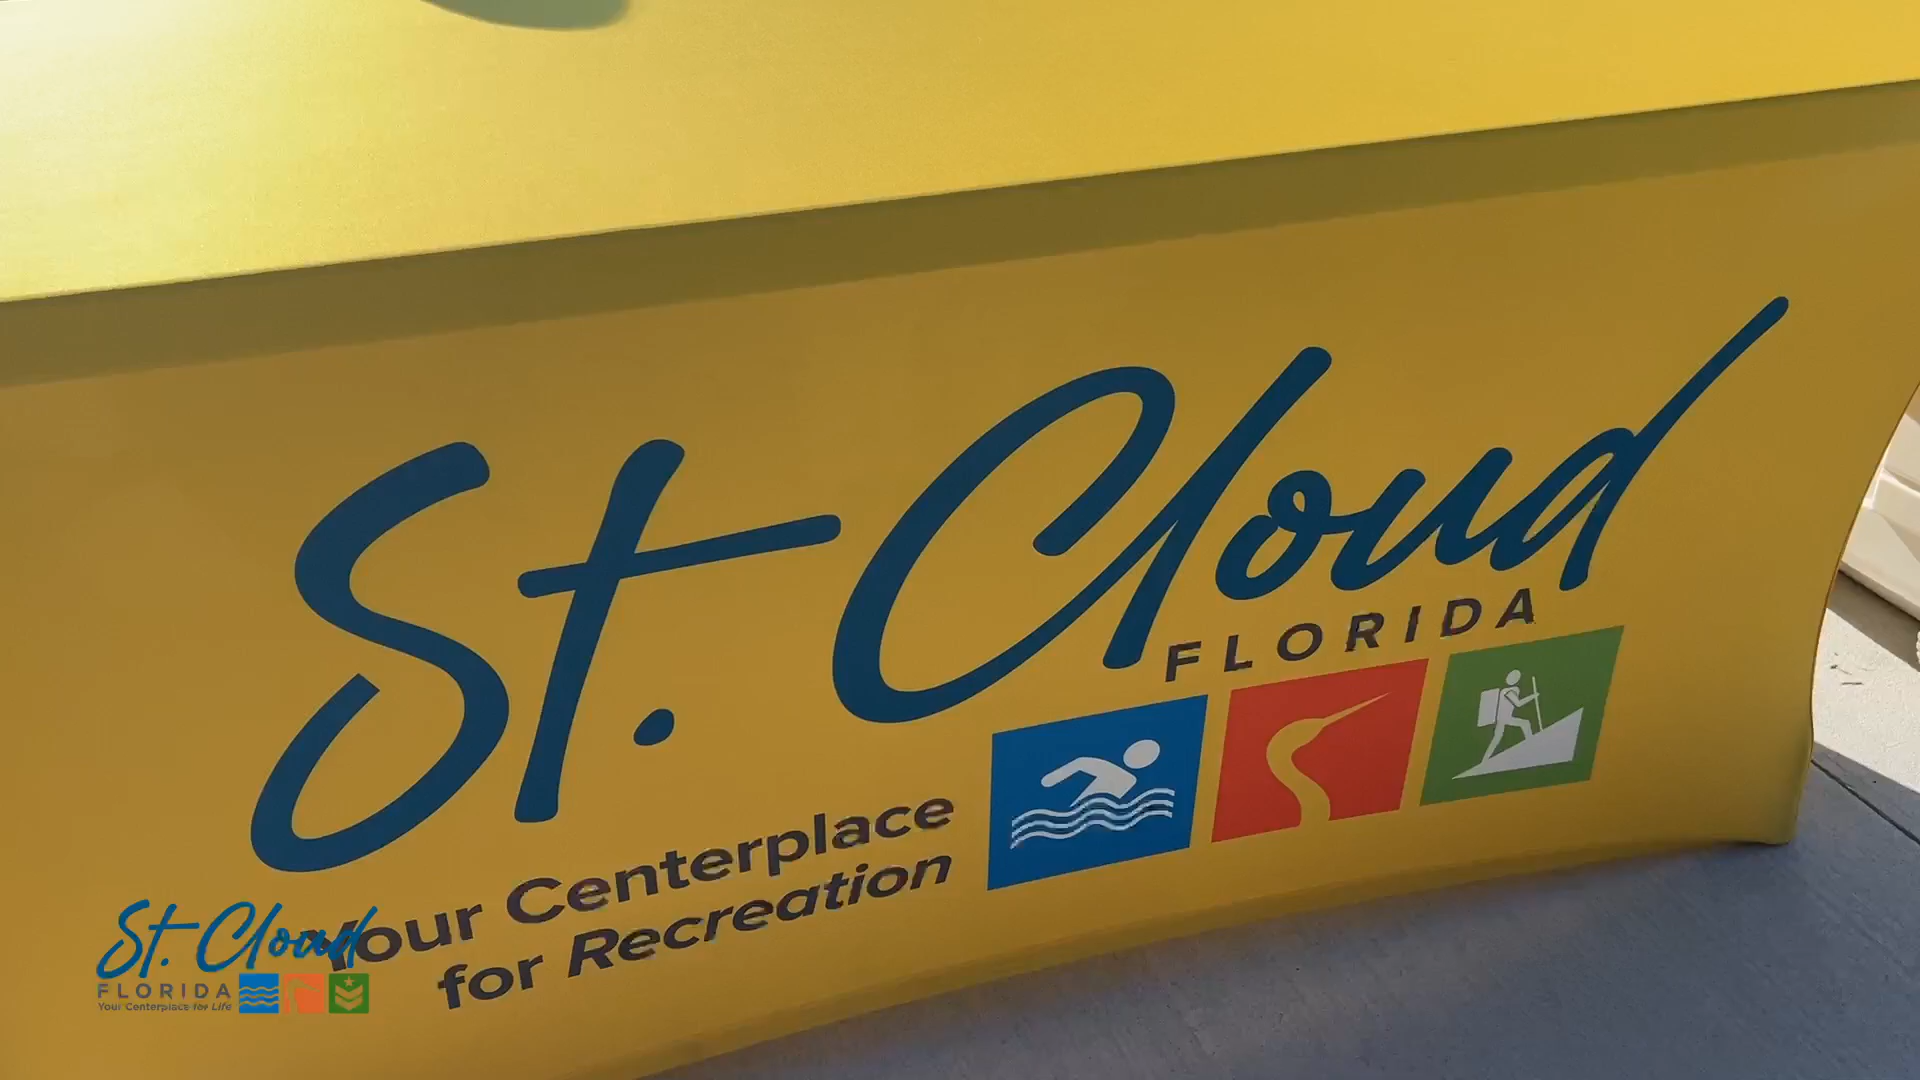 St. Cloud
FLORIDA
Your Centerplace
for Recreation
St. Cloud
FLORIDA
Your Centerplace for Life